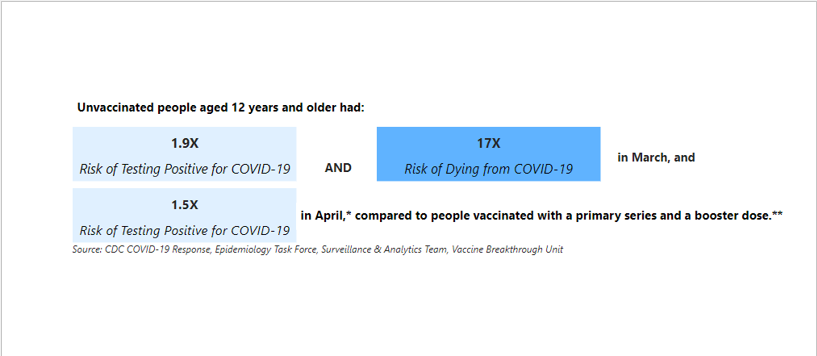 Unvaccinated people aged 12 years and older had:
1.9X
Risk of Testing Positive for COVID-19
AND
17X
Risk of Dying from COVID-19
in March, and
1.5X
Risk of Testing Positive for COVID-19
in April,* compared to people vaccinated with a primary series and a booster dose.**
Source: CDC COVID-19 Response, Epidemiology Task Force, Surveillance & Analytics Team, Vaccine Breakthrough Unit